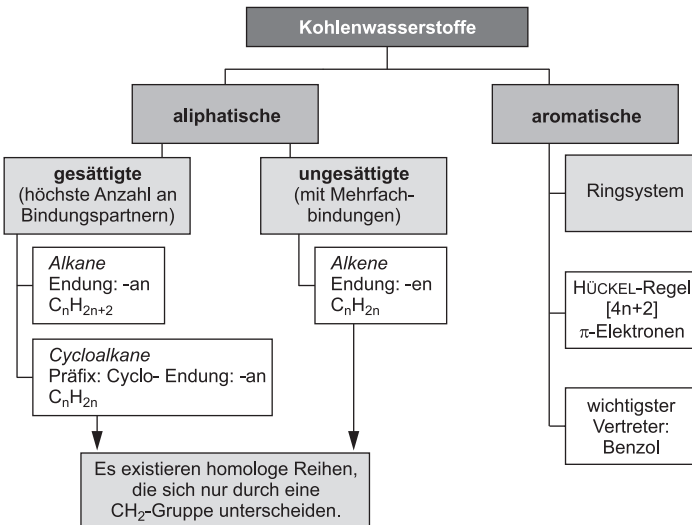 Kohlenwasserstoffe
aliphatische
aromatische
gesättigte
(höchste Anzahl an
Bindungspartnern)
ungesättigte
(mit Mehrfach-
bindungen)
Ringsystem
Alkane
Endung: -an
CₙH₂ₙ₊₂
Alkene
Endung: -en
CₙH₂ₙ
HÜCKEL-Regel
[4n+2]
π-Elektronen
Cycloalkane
Präfix: Cyclo- Endung: -an
CₙH₂ₙ
wichtigster
Vertreter:
Benzol
Es existieren homologe Reihen,
die sich nur durch eine
CH₂-Gruppe unterscheiden.